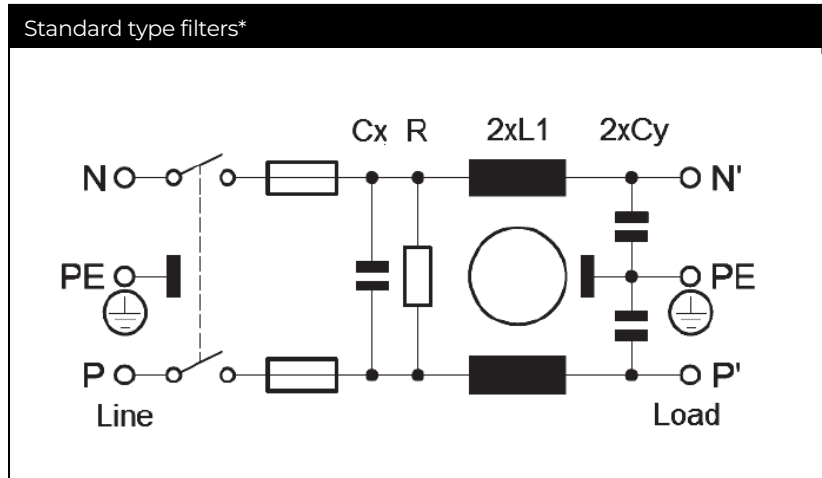 Standard type filters*
Cx R 2xL1 2xCy
N N'
PE PE
P P'
Line Load